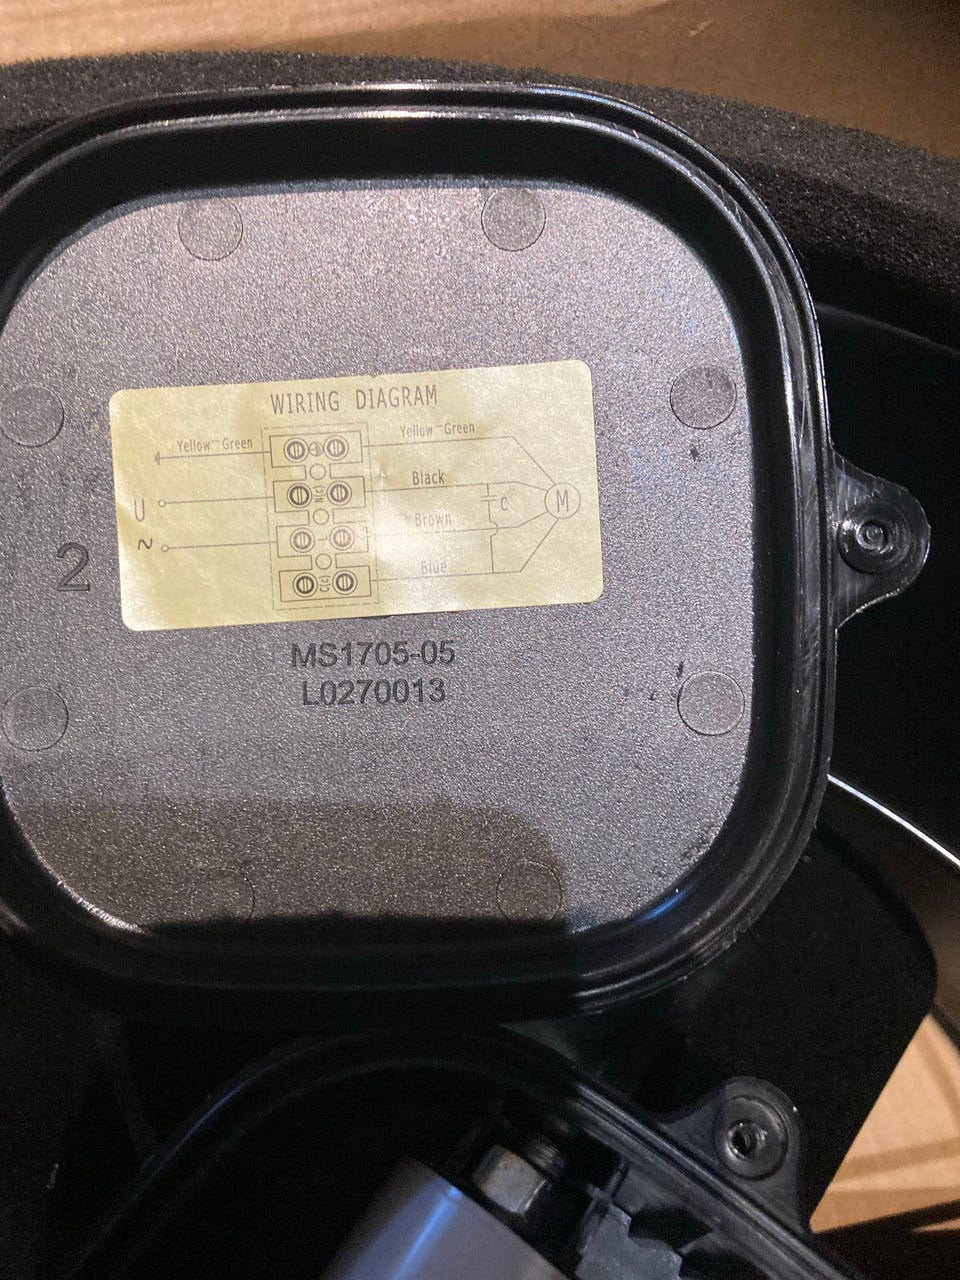 WIRING DIAGRAM
Yellow-Green Yellow-Green
Black
U C M
Brown
~
Blue
2
MS1705-05
L0270013